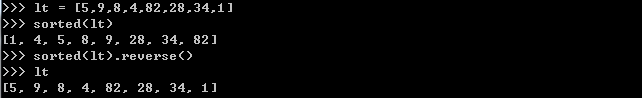 >>> lt = [5,9,8,4,82,28,34,1]
>>> sorted(lt)
[1, 4, 5, 8, 9, 28, 34, 82]
>>> sorted(lt).reverse()
>>> lt
[5, 9, 8, 4, 82, 28, 34, 1]